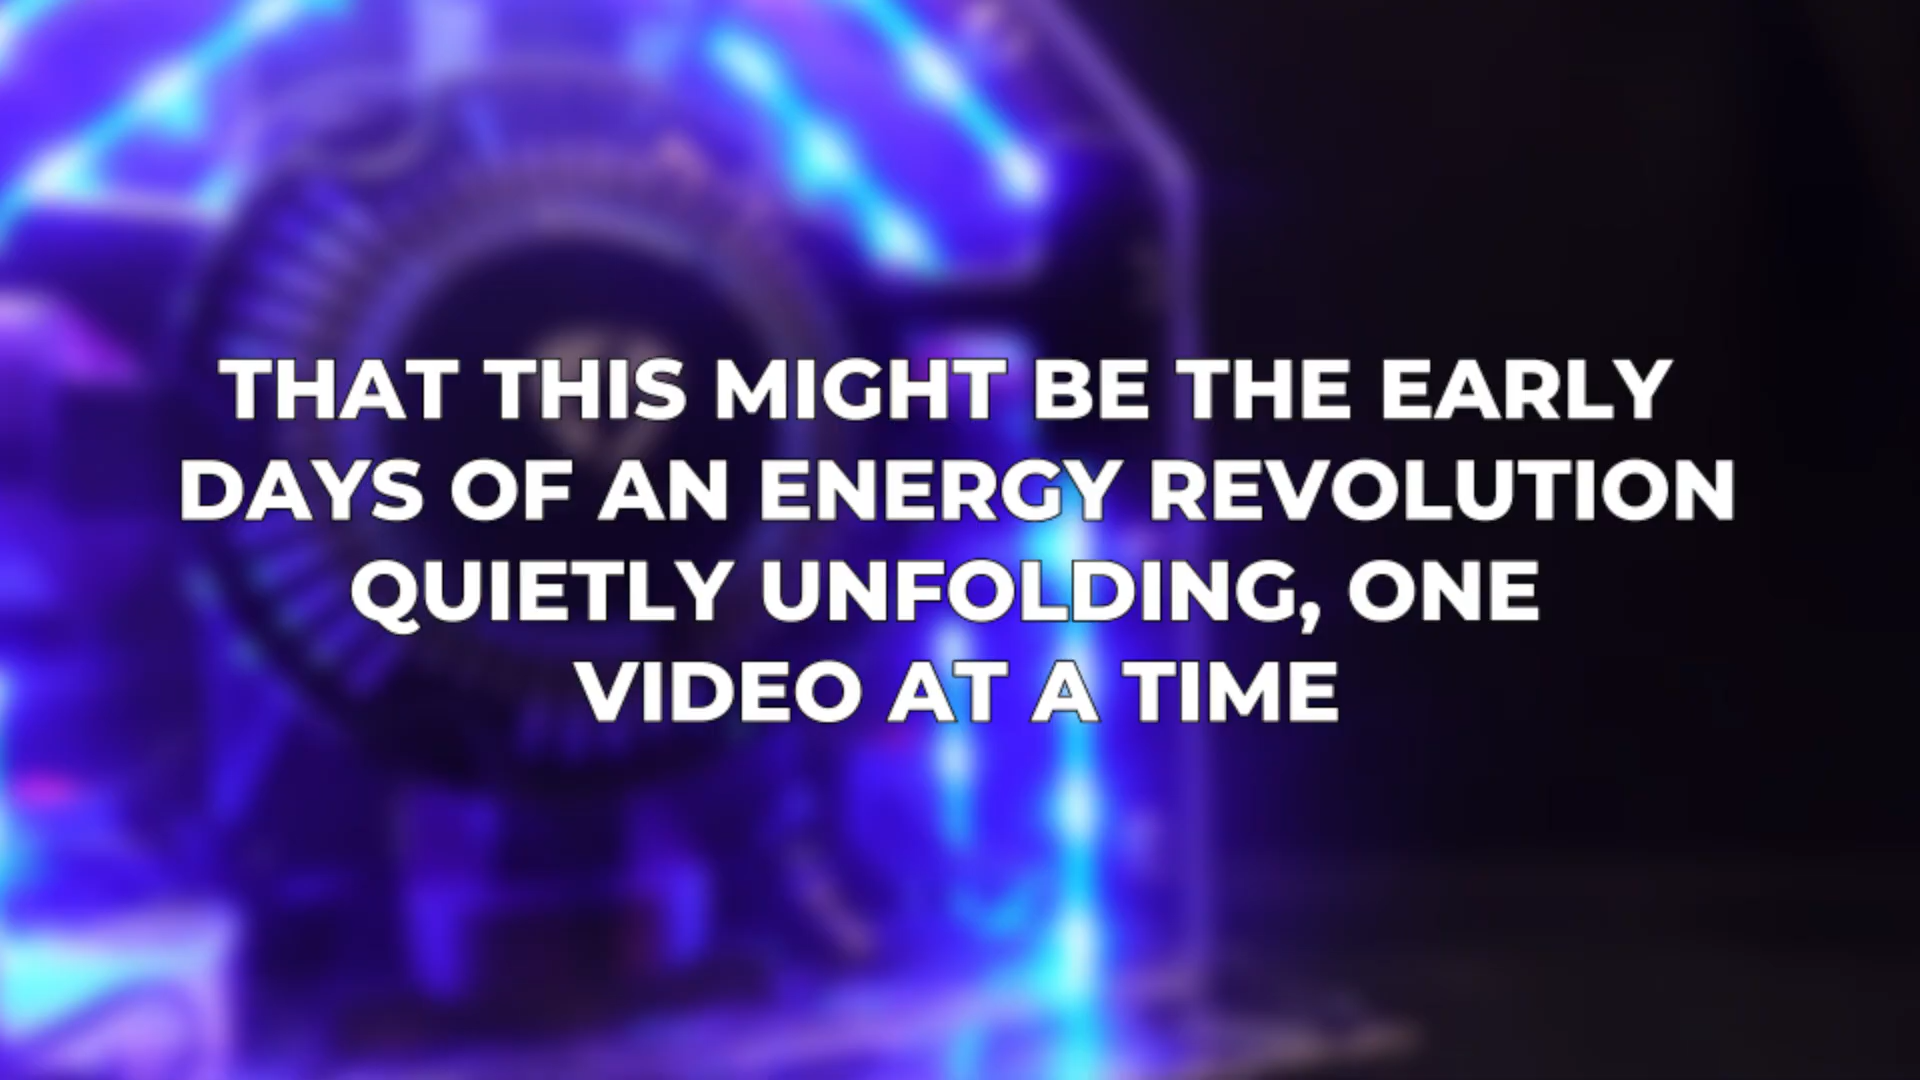 THAT THIS MIGHT BE THE EARLY
DAYS OF AN ENERGY REVOLUTION
QUIETLY UNFOLDING, ONE
VIDEO AT A TIME